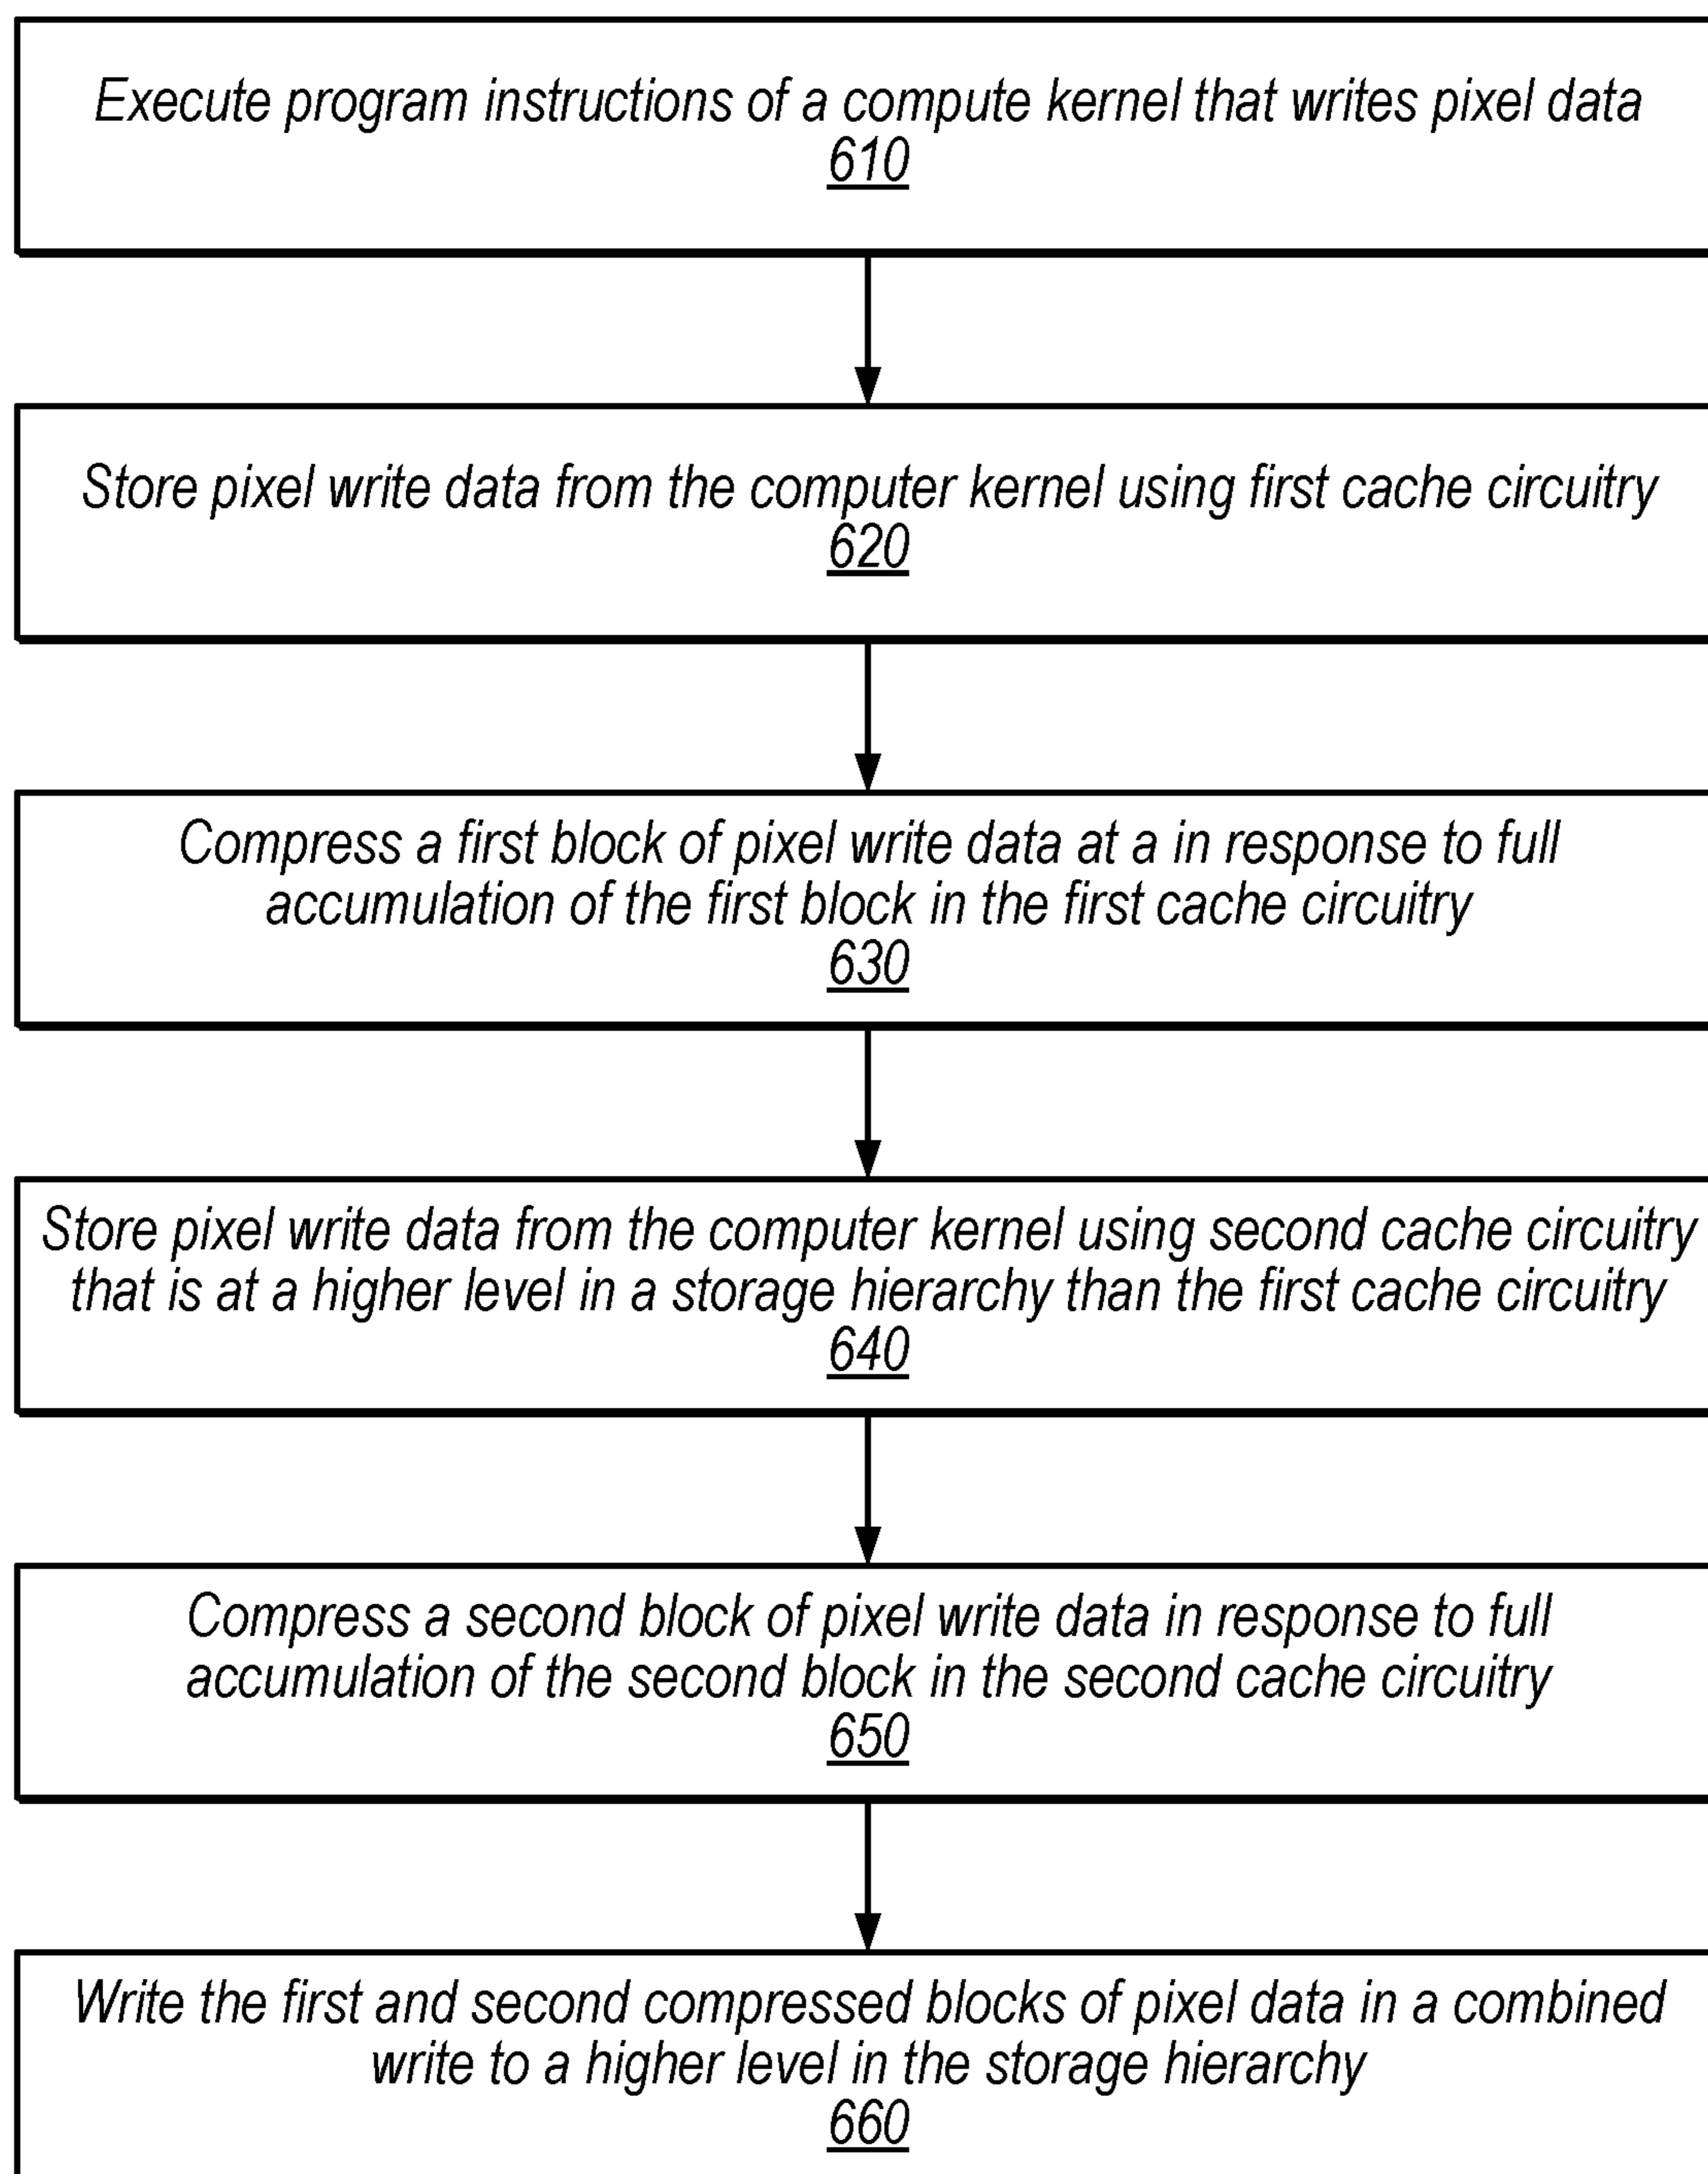 Execute program instructions of a compute kernel that writes pixel data
610
Store pixel write data from the computer kernel using first cache circuitry
620
Compress a first block of pixel write data at a in response to full
accumulation of the first block in the first cache circuitry
630
Store pixel write data from the computer kernel using second cache circuitry
that is at a higher level in a storage hierarchy than the first cache circuitry
640
Compress a second block of pixel write data in response to full
accumulation of the second block in the second cache circuitry
650
Write the first and second compressed blocks of pixel data in a combined
write to a higher level in the storage hierarchy
660